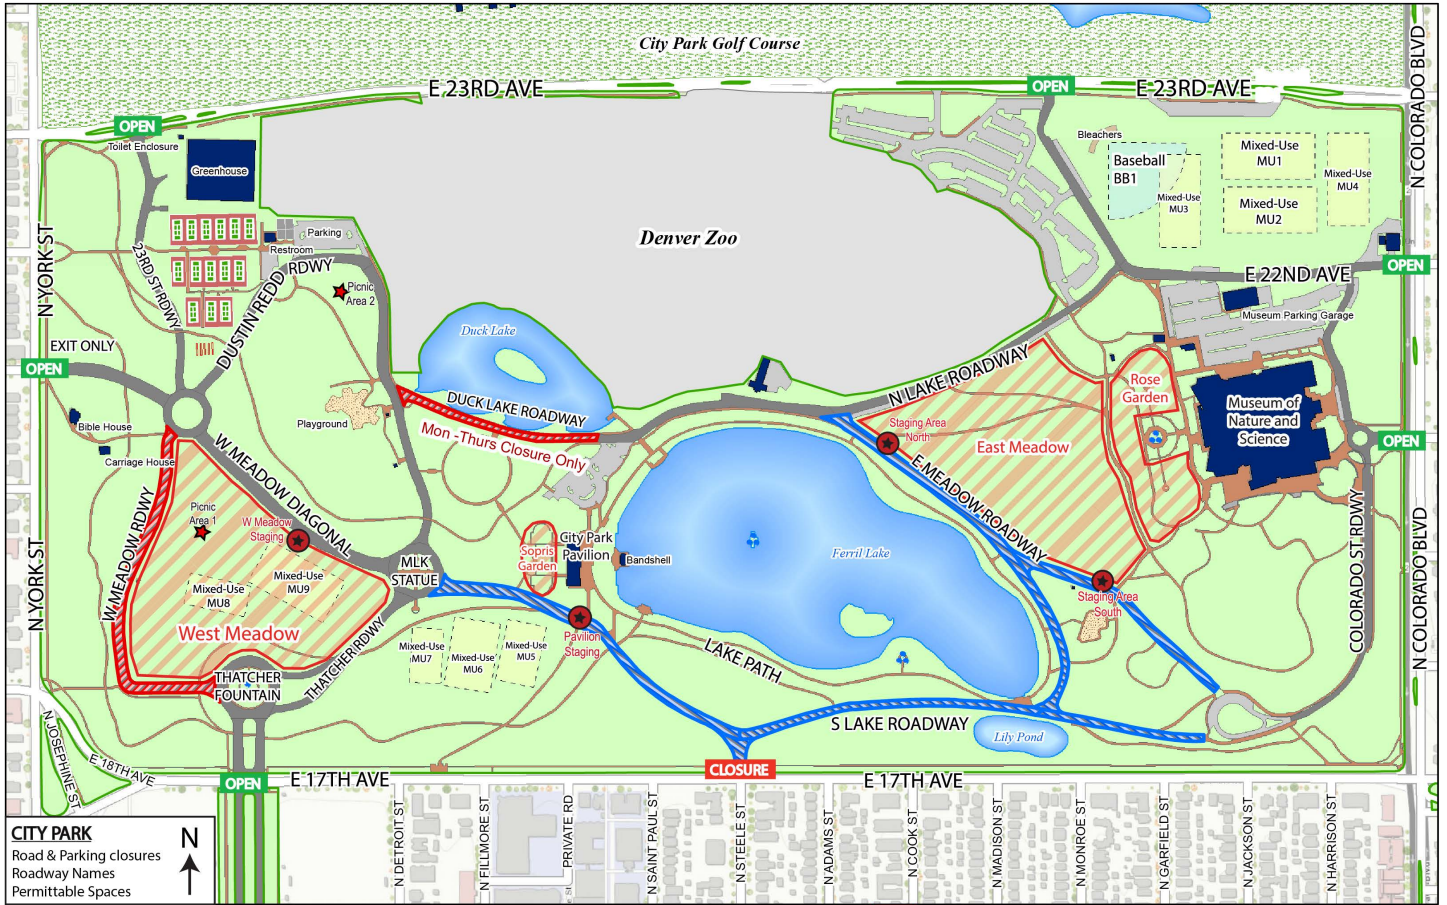 City Park Golf Course
E 23RD AVE
OPEN
E 23RD AVE
OPEN
Toilet Enclosure
Greenhouse
Bleachers
Baseball
BB1
Mixed-Use
MU1
Mixed-Use
MU2
Mixed-Use
MU3
Mixed-Use
MU4
N COLORADO BLVD
N YORK ST
23RD ST RDWY
Parking
Restroom
DUSTIN REDD RDWY
Picnic
Area 2
Denver Zoo
E 22ND AVE
OPEN
Museum Parking Garage
EXIT ONLY
OPEN
Duck Lake
DUCK LAKE ROADWAY
Mon -Thurs Closure Only
N LAKE ROADWAY
Rose
Garden
Museum of
Nature and
Science
OPEN
Playground
Bible House
Carriage House
W MEADOW DIAGONAL
Staging Area
North
East Meadow
E MEADOW ROADWAY
W MEADOW RDWY
Picnic
Area 1
W Meadow
Staging
Mixed-Use
MU8
Mixed-Use
MU9
West Meadow
MLK
STATUE
Sopris
Garden
City Park
Pavilion
Bandshell
Ferril Lake
COLORADO ST RDWY
N COLORADO BLVD
N YORK ST
Staging Area
South
Pavilion
Staging
Mixed-Use
MU7
Mixed-Use
MU6
Mixed-Use
MU5
LAKE PATH
THATCHER
FOUNTAIN
THATCHER RDWY
S LAKE ROADWAY
Lily Pond
N JOSEPHINE ST
E 18TH AVE
OPEN
E 17TH AVE
CLOSURE
E 17TH AVE
N DETROIT ST
N FILLMORE ST
PRIVATE RD
N SAINT PAUL ST
N STEELE ST
N ADAMS ST
N COOK ST
N MADISON ST
N MONROE ST
N GARFIELD ST
N JACKSON ST
N HARRISON ST
CITY PARK
Road & Parking closures
Roadway Names
Permittable Spaces
N